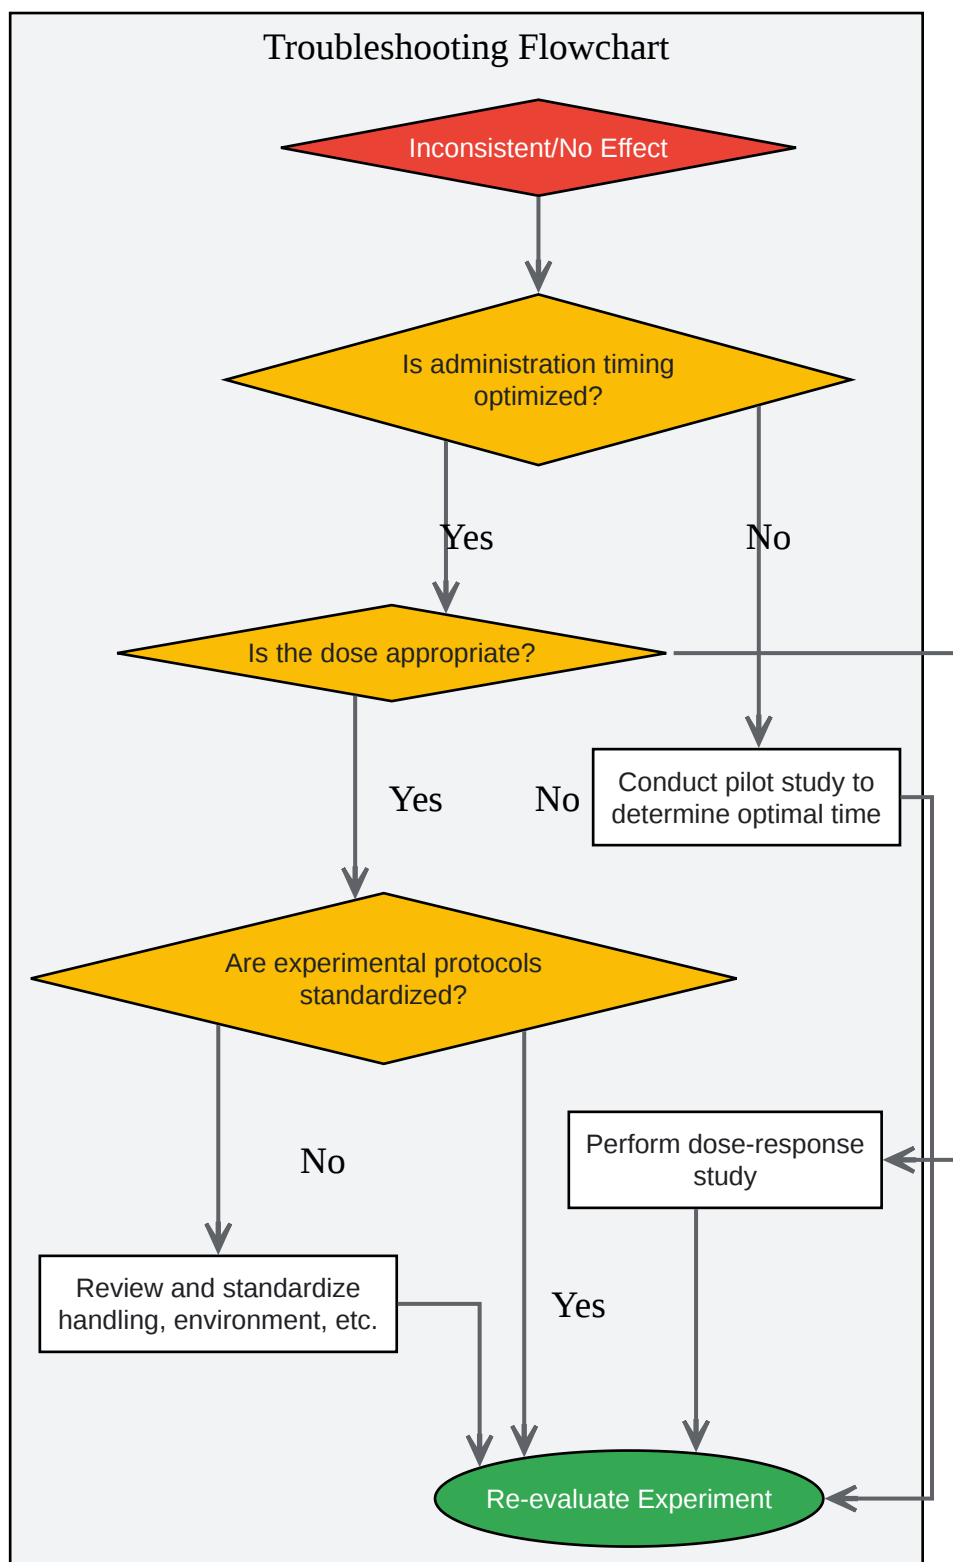 Troubleshooting Flowchart
Inconsistent/No Effect
Is administration timing
optimized?
Yes
No
Is the dose appropriate?
Conduct pilot study to
determine optimal time
Yes
No
Are experimental protocols
standardized?
Perform dose-response
study
No
Review and standardize
handling, environment, etc.
Yes
Re-evaluate Experiment